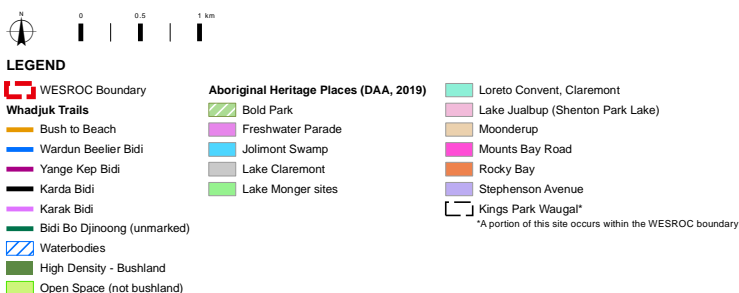 N
0 0.5 1 km
LEGEND
WESROC Boundary
Whadjuk Trails
Bush to Beach
Wardun Beelier Bidi
Yange Kep Bidi
Karda Bidi
Karak Bidi
Bidi Bo Djinoong (unmarked)
Waterbodies
High Density - Bushland
Open Space (not bushland)
Aboriginal Heritage Places (DAA, 2019)
Bold Park
Freshwater Parade
Jolimont Swamp
Lake Claremont
Lake Monger sites
Loreto Convent, Claremont
Lake Jualbup (Shenton Park Lake)
Moonderup
Mounts Bay Road
Rocky Bay
Stephenson Avenue
Kings Park Waugal*
*A portion of this site occurs within the WESROC boundary